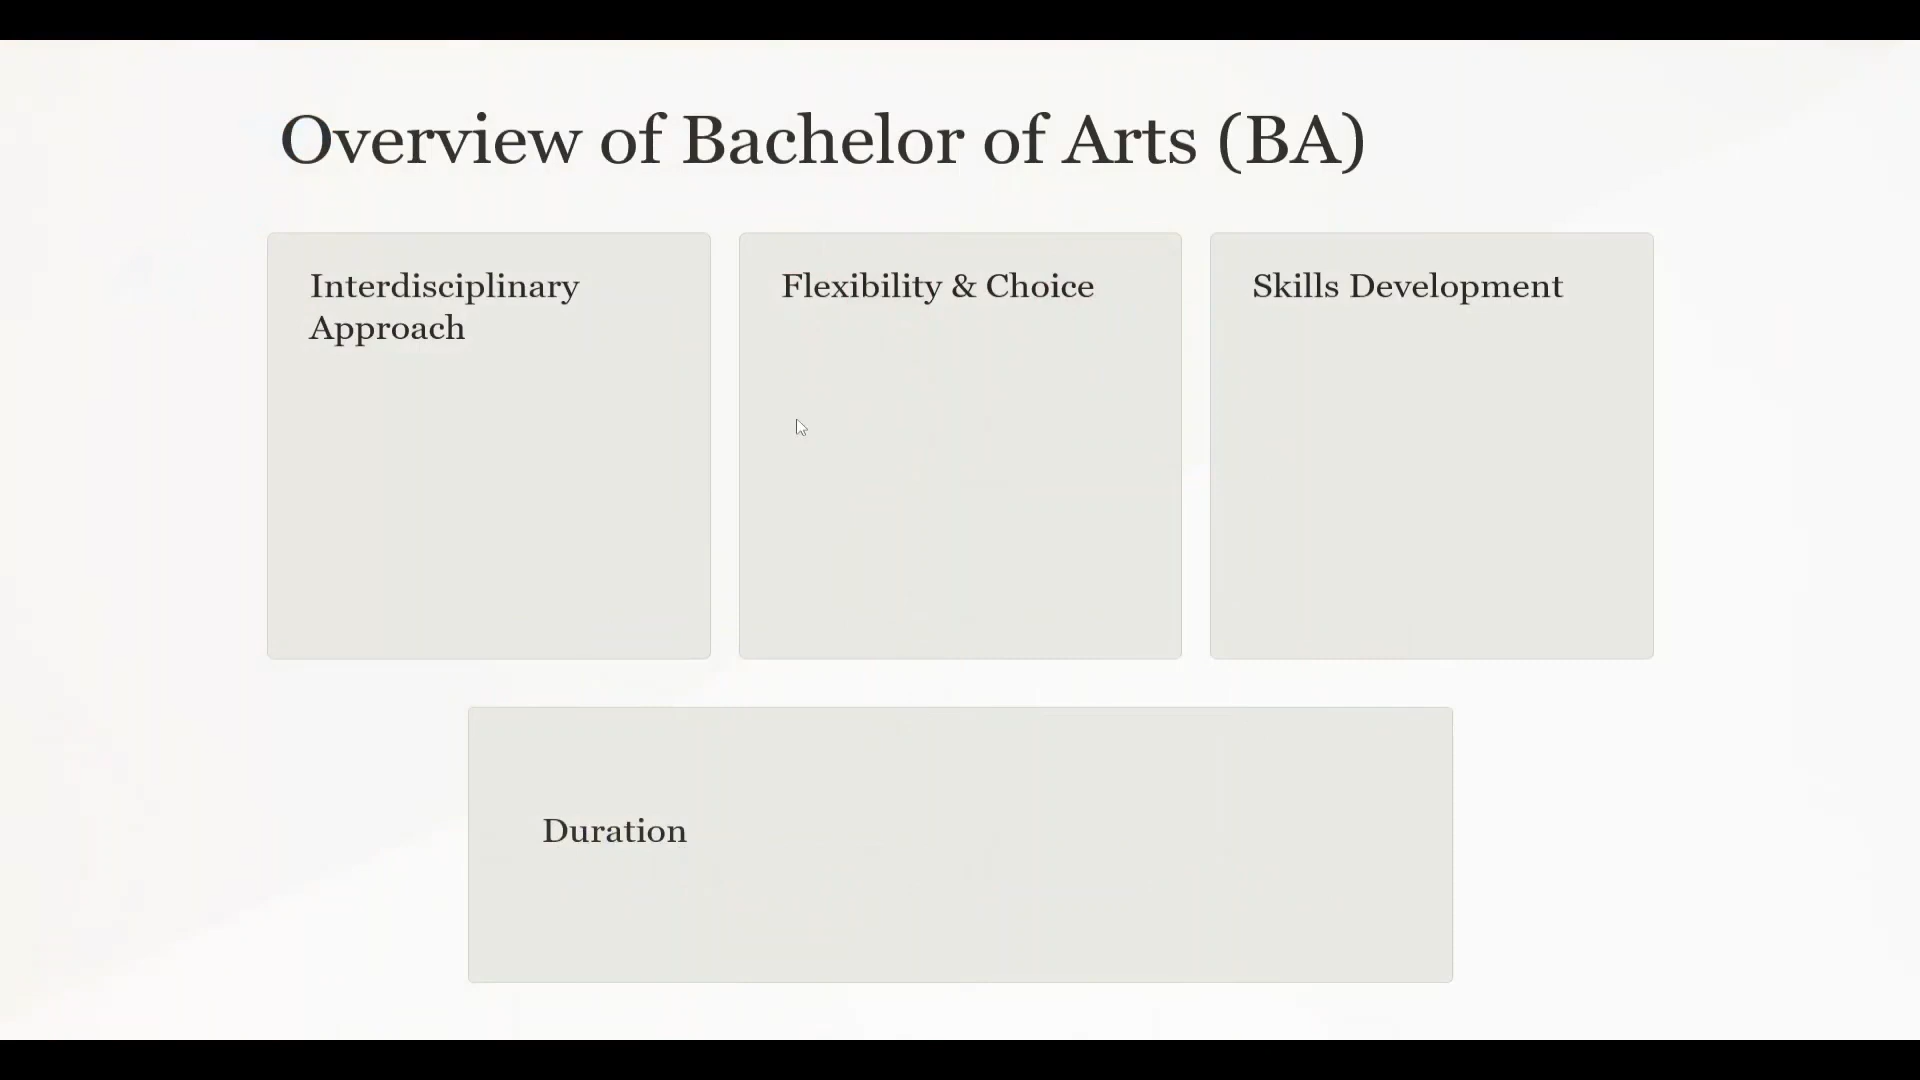 Overview of Bachelor of Arts (BA)
Interdisciplinary
Approach
Flexibility & Choice
Skills Development
Duration